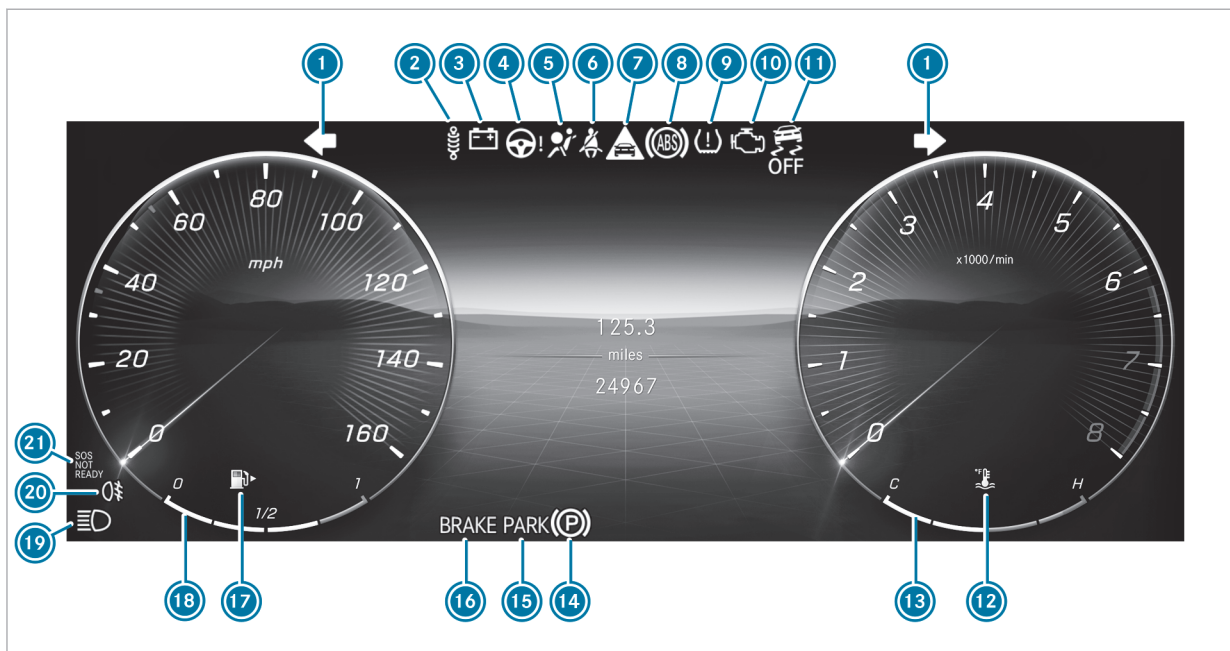 1 2 3 4 5 6 7 8 9 10 11 1
ABS
OFF
80
60 100
mph
40 120
20 140
0 160
0 1
1/2
125.3
miles
24967
4
3 5
x1000/min
2 6
1 7
0 8
°F
C H
21 SOS
NOT
READY
20
19
BRAKE PARK (P)
18 17 16 15 14 13 12